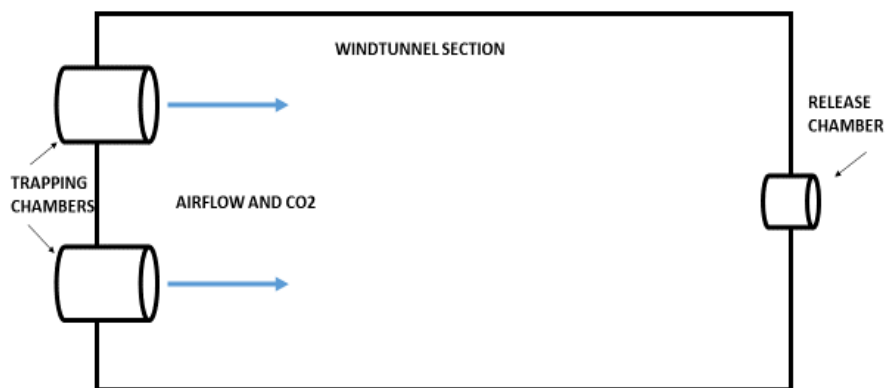 WINDTUNNEL SECTION
RELEASE
CHAMBER
TRAPPING
CHAMBERS
AIRFLOW AND CO2